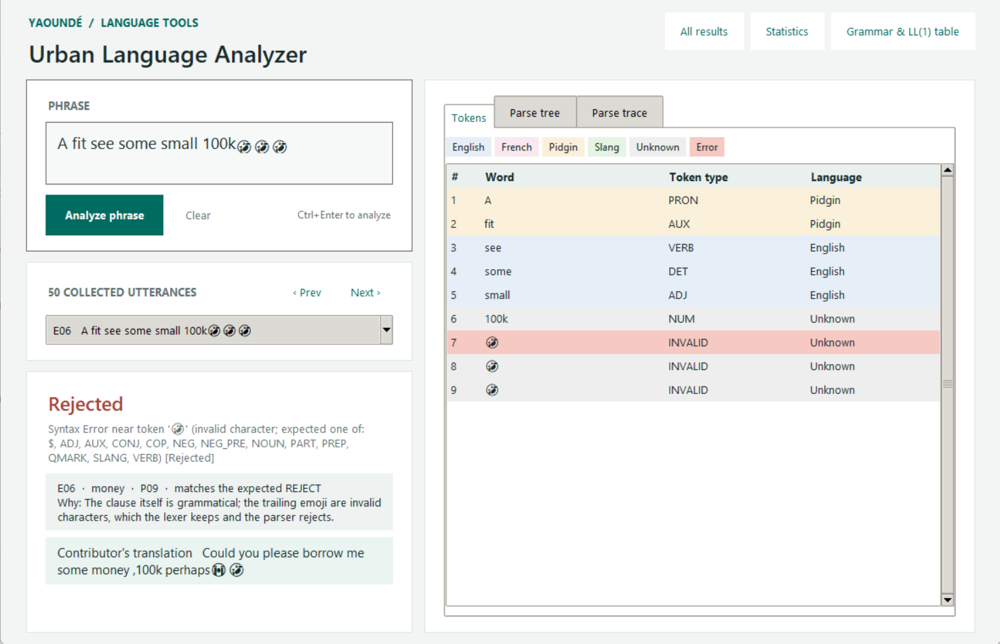 YAOUNDÉ / LANGUAGE TOOLS
Urban Language Analyzer
All results
Statistics
Grammar & LL(1) table
PHRASE
A fit see some small 100k🤣🤣🤣
Analyze phrase
Clear
Ctrl+Enter to analyze
50 COLLECTED UTTERANCES
‹ Prev
Next ›
E06 A fit see some small 100k🤣🤣🤣
Rejected
Syntax Error near token '🤣' (invalid character; expected one of:
$, ADJ, AUX, CONJ, COP, NEG, NEG_PRE, NOUN, PART, PREP,
QMARK, SLANG, VERB) [Rejected]
E06 · money · P09 · matches the expected REJECT
Why: The clause itself is grammatical; the trailing emoji are invalid
characters, which the lexer keeps and the parser rejects.
Contributor's translation Could you please borrow me
some money ,100k perhaps
Tokens
Parse tree
Parse trace
English French Pidgin Slang Unknown Error
# Word Token type Language
1 A PRON Pidgin
2 fit AUX Pidgin
3 see VERB English
4 some DET English
5 small ADJ English
6 100k NUM Unknown
7 🤣 INVALID Unknown
8 🤣 INVALID Unknown
9 🤣 INVALID Unknown